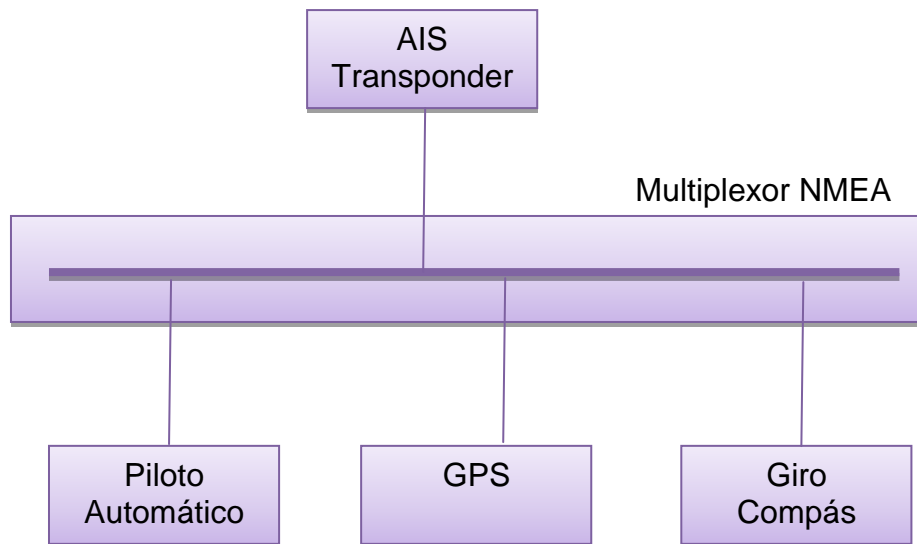 AIS
Transponder
Multiplexor NMEA
Piloto
Automático
GPS
Giro
Compás